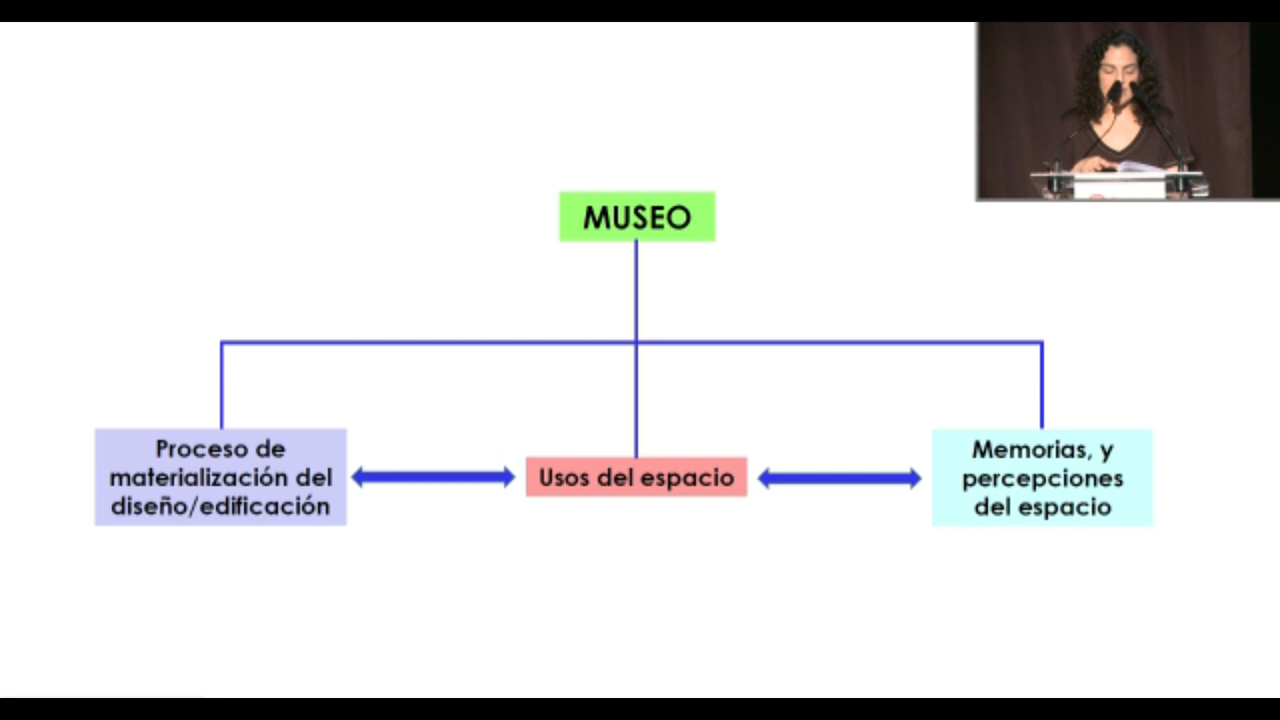 MUSEO
Proceso de
materialización del
diseño/edificación
Usos del espacio
Memorias, y
percepciones
del espacio